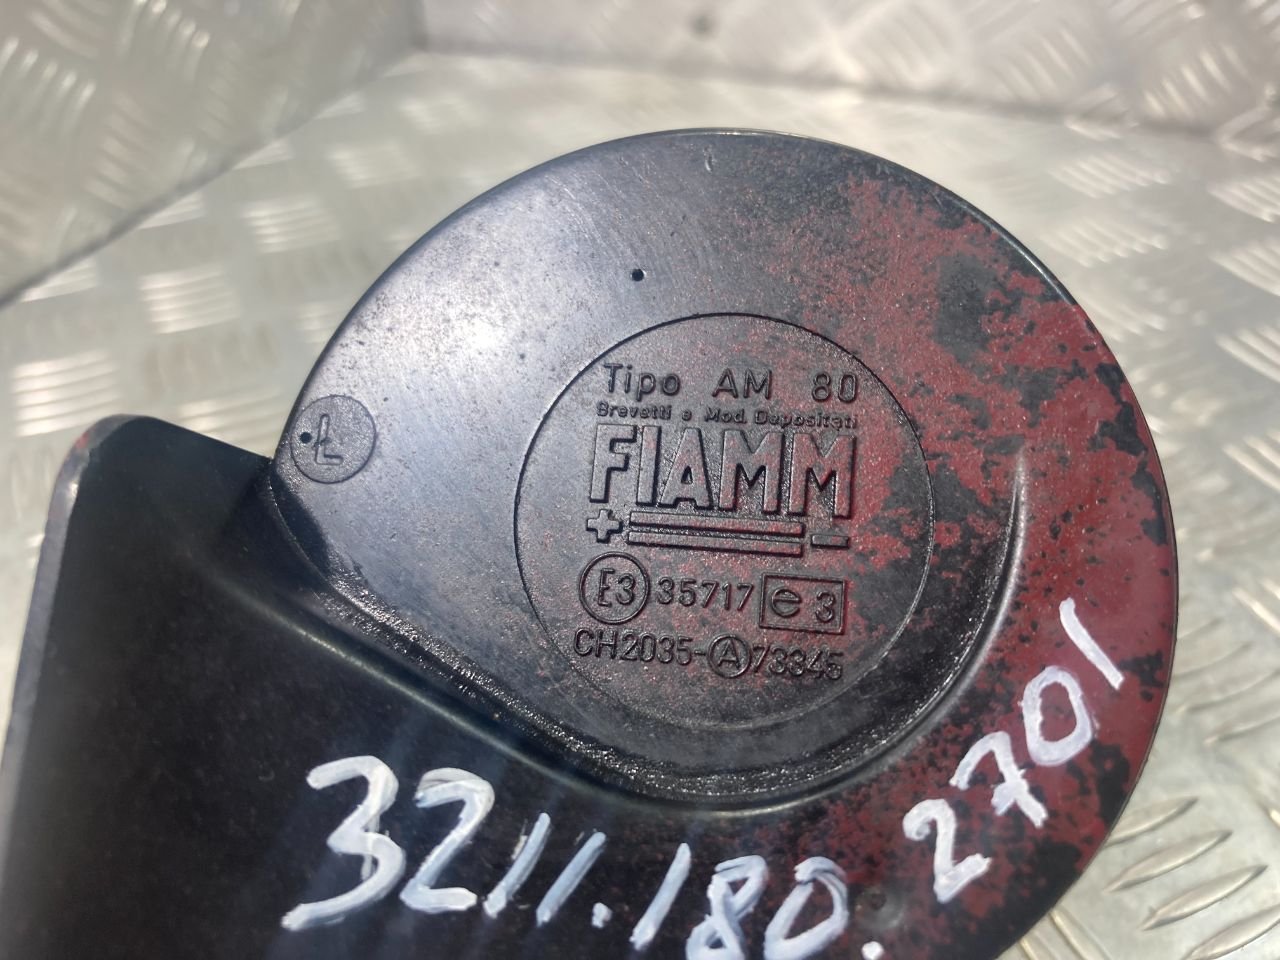 Tipo AM 80
Brevetti e Mod. Depositati
FIAMM
+ -
L
E3 35717 e 3
CH2035-A 73345
3211.180.2701